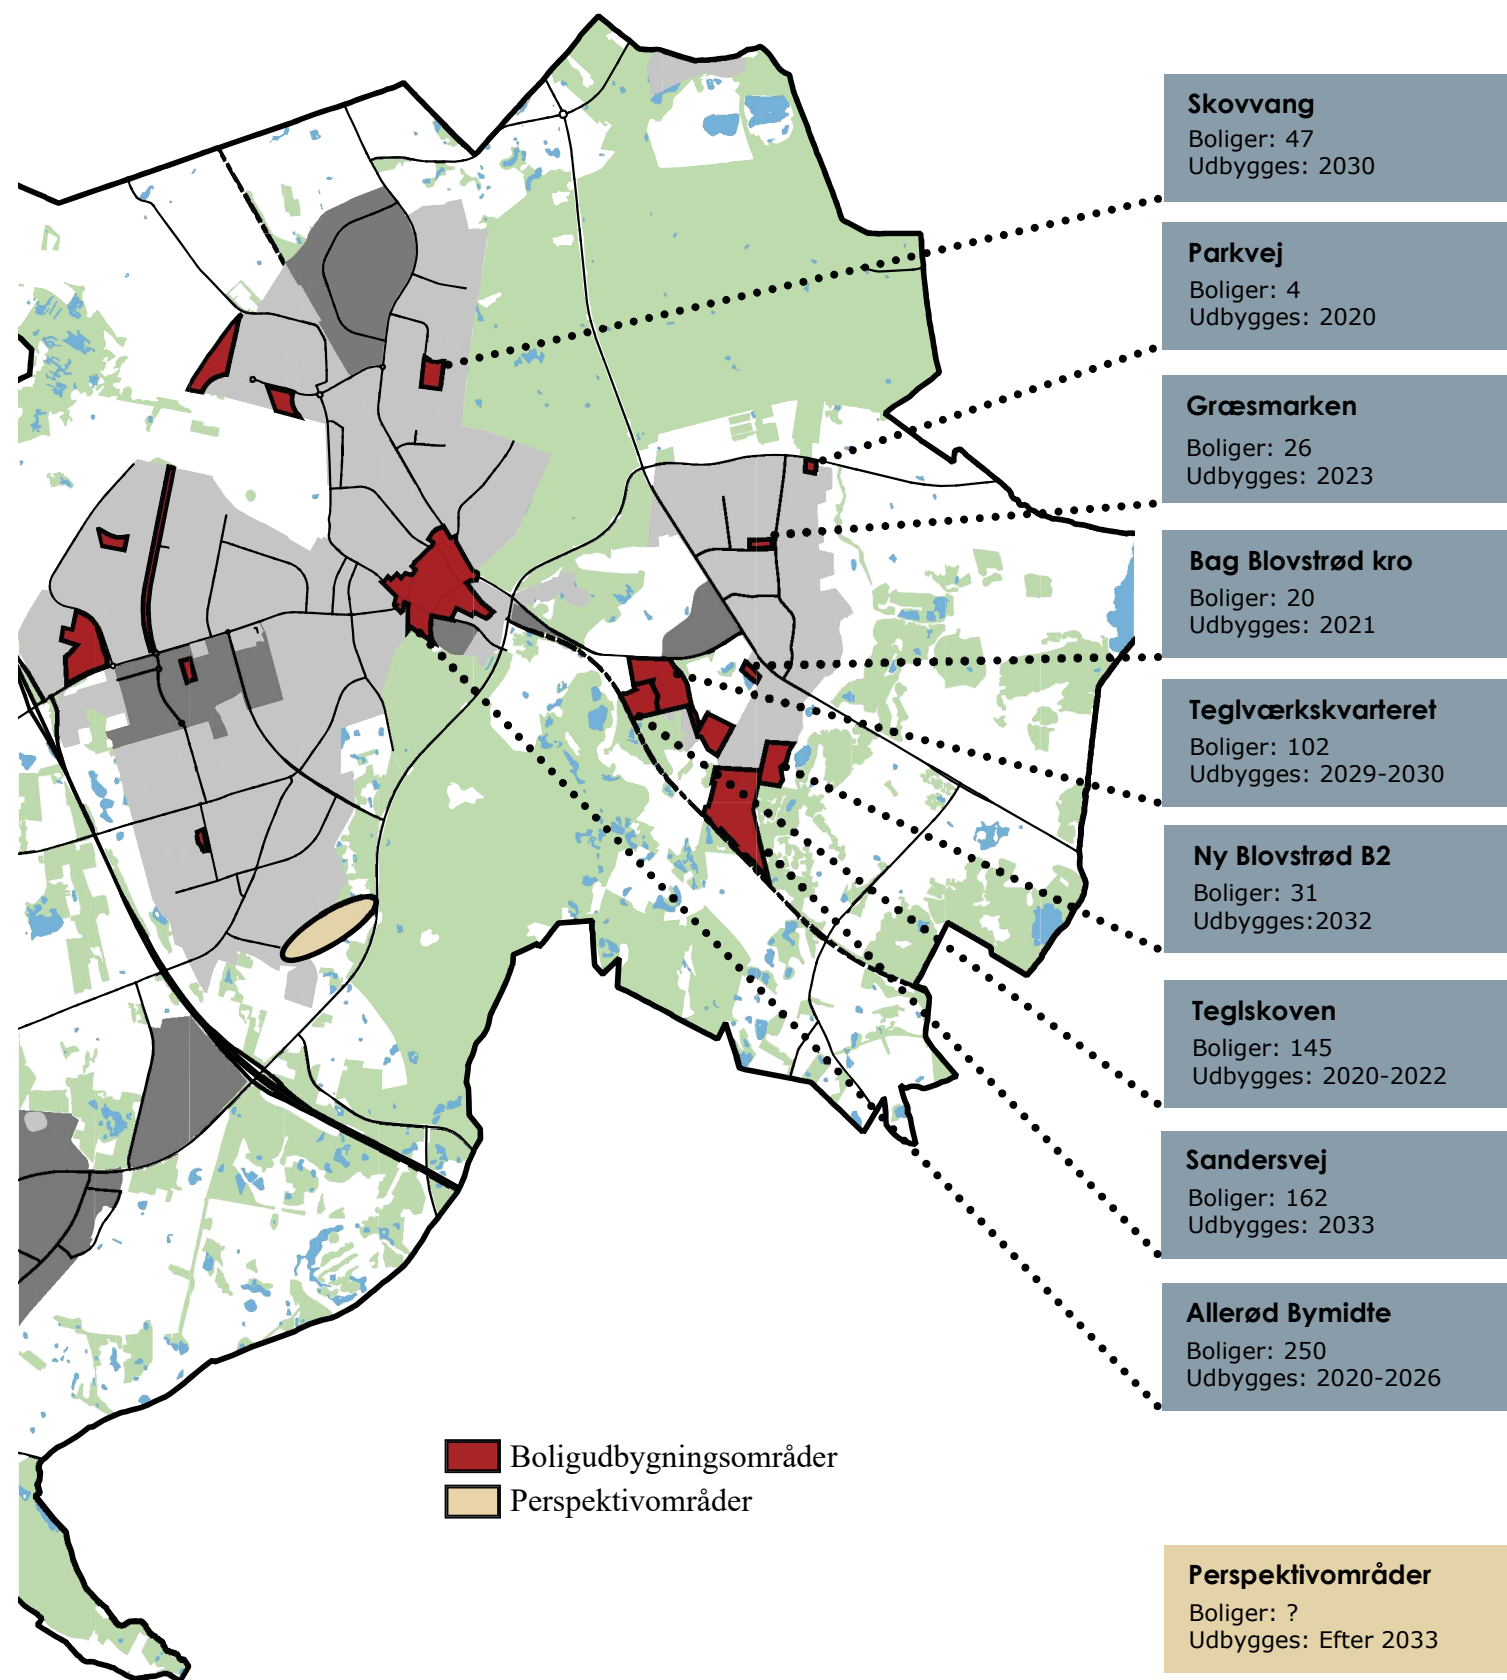 Skovvang
Boliger: 47
Udbygges: 2030
Parkvej
Boliger: 4
Udbygges: 2020
Græsmarken
Boliger: 26
Udbygges: 2023
Bag Blovstrød kro
Boliger: 20
Udbygges: 2021
Teglværkskvarteret
Boliger: 102
Udbygges: 2029-2030
Ny Blovstrød B2
Boliger: 31
Udbygges:2032
Teglskoven
Boliger: 145
Udbygges: 2020-2022
Sandersvej
Boliger: 162
Udbygges: 2033
Allerød Bymidte
Boliger: 250
Udbygges: 2020-2026
Boligudbygningsområder
Perspektivområder
Perspektivområder
Boliger: ?
Udbygges: Efter 2033